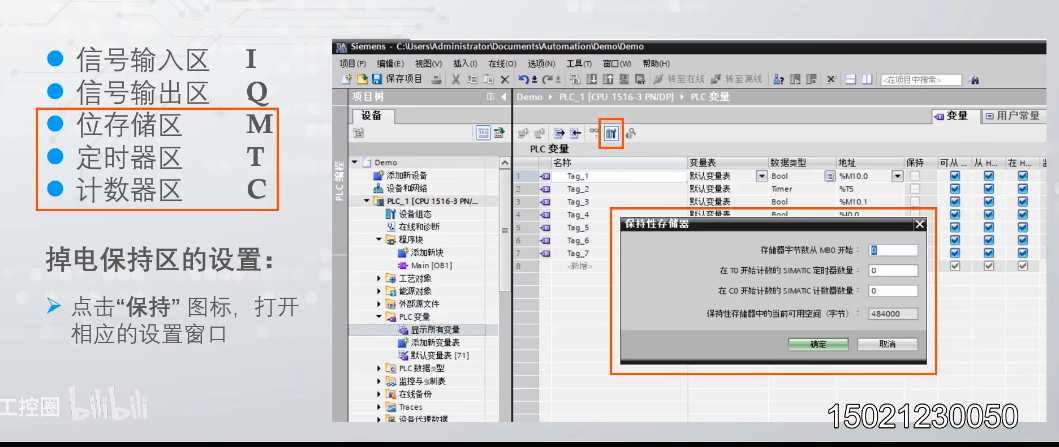 信号输入区 I
信号输出区 Q
位存储区 M
定时器区 T
计数器区 C
掉电保持区的设置：
点击“保持”图标，打开
相应的设置窗口
工控圈 bilibili
Siemens - C:\Users\Administrator\Documents\Automation\Demo\Demo
项目(P) 编辑(E) 视图(V) 插入(I) 在线(O) 选项(N) 工具(T) 窗口(W) 帮助(H)
保存项目 转至在线 转至离线 <在项目中搜索>
项目树 Demo ▸ PLC_1 [CPU 1516-3 PN/DP] ▸ PLC 变量
设备 变量 用户常量
PLC 编程
Demo
添加新设备
设备和网络
PLC_1 [CPU 1516-3 PN/...
设备组态
在线和诊断
程序块
添加新块
Main [OB1]
工艺对象
能源对象
外部源文件
PLC 变量
显示所有变量
添加新变量表
默认变量表 [71]
PLC 数据类型
监控与强制表
在线备份
Traces
设备代理数据
PLC 变量
名称 变量表 数据类型 地址 保持 可从 ... 从 H... 在 H...
1 Tag_1 默认变量表 Bool %M10.0
2 Tag_2 默认变量表 Timer %T5
3 Tag_3 默认变量表 Bool %M10.1
4 Tag_4 默认变量表 Bool %I0.0
5 Tag_5
6 Tag_6
7 Tag_7
8 <新增>
保持性存储器
存储器字节数从 MB0 开始： 0
在 T0 开始计数的 SIMATIC 定时器数量： 0
在 C0 开始计数的 SIMATIC 计数器数量： 0
保持性存储器中的当前可用空间（字节）： 484000
确定 取消
15021230050